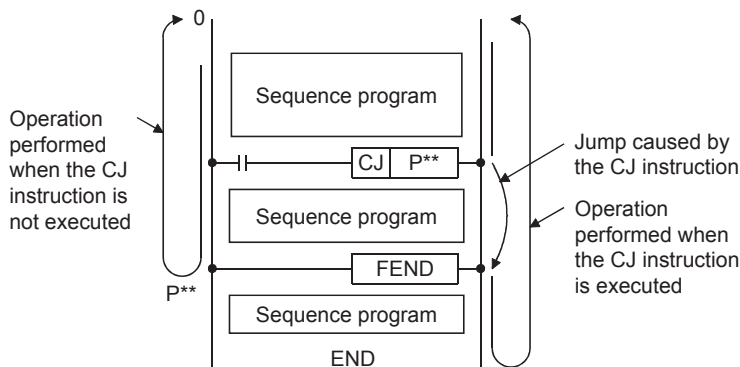 0
Sequence program
Operation
performed
when the CJ
instruction is
not executed
CJ P**
Jump caused by
the CJ instruction
Sequence program
Operation
performed when
the CJ instruction
is executed
FEND
P**
Sequence program
END